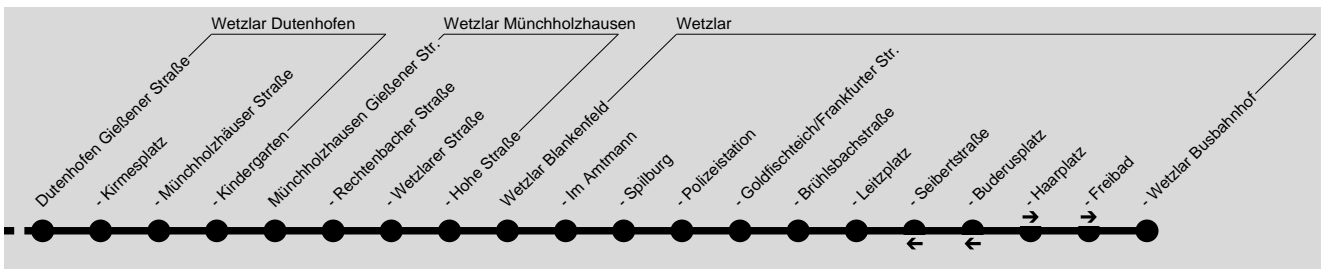 Wetzlar Dutenhofen
Wetzlar Münchholzhausen
Wetzlar
Dutenhofen Gießener Straße
- Kirmesplatz
- Münchholzhäuser Straße
- Kindergarten
Münchholzhausen Gießener Str.
- Rechtenbacher Straße
- Wetzlarer Straße
- Hohe Straße
Wetzlar Blankenfeld
- Im Amtmann
- Spilburg
- Polizeistation
- Goldfischteich/Frankfurter Str.
- Brühlsbachstraße
- Leitzplatz
- Seibertstraße
- Buderusplatz
- Haarplatz
- Freibad
- Wetzlar Busbahnhof